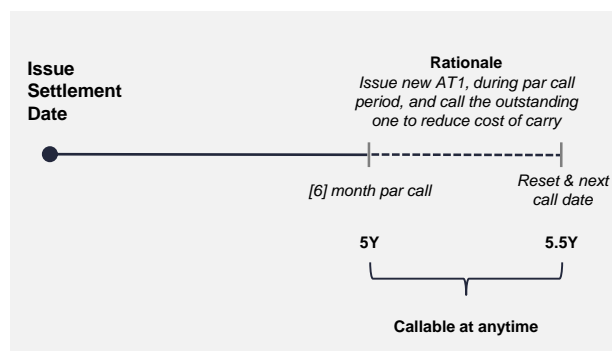 Issue
Settlement
Date
Rationale
Issue new AT1, during par call
period, and call the outstanding
one to reduce cost of carry
[6] month par call
Reset & next
call date
5Y
5.5Y
Callable at anytime